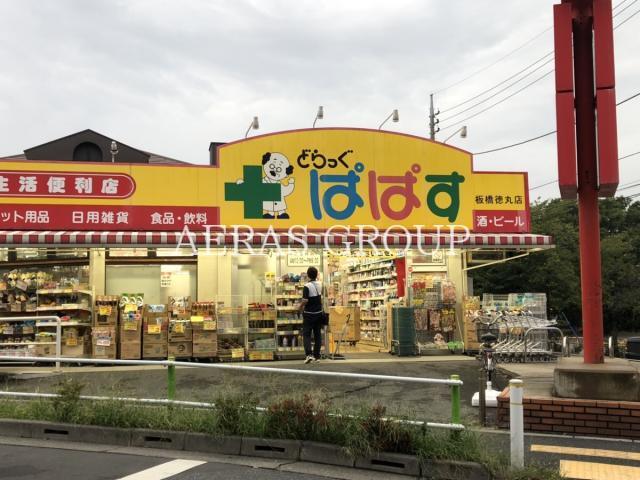 どらっぐ
ぱぱす
板橋徳丸店
生活便利店
ット用品
日用雑貨
食品・飲料
酒・ビール
AERAS GROUP